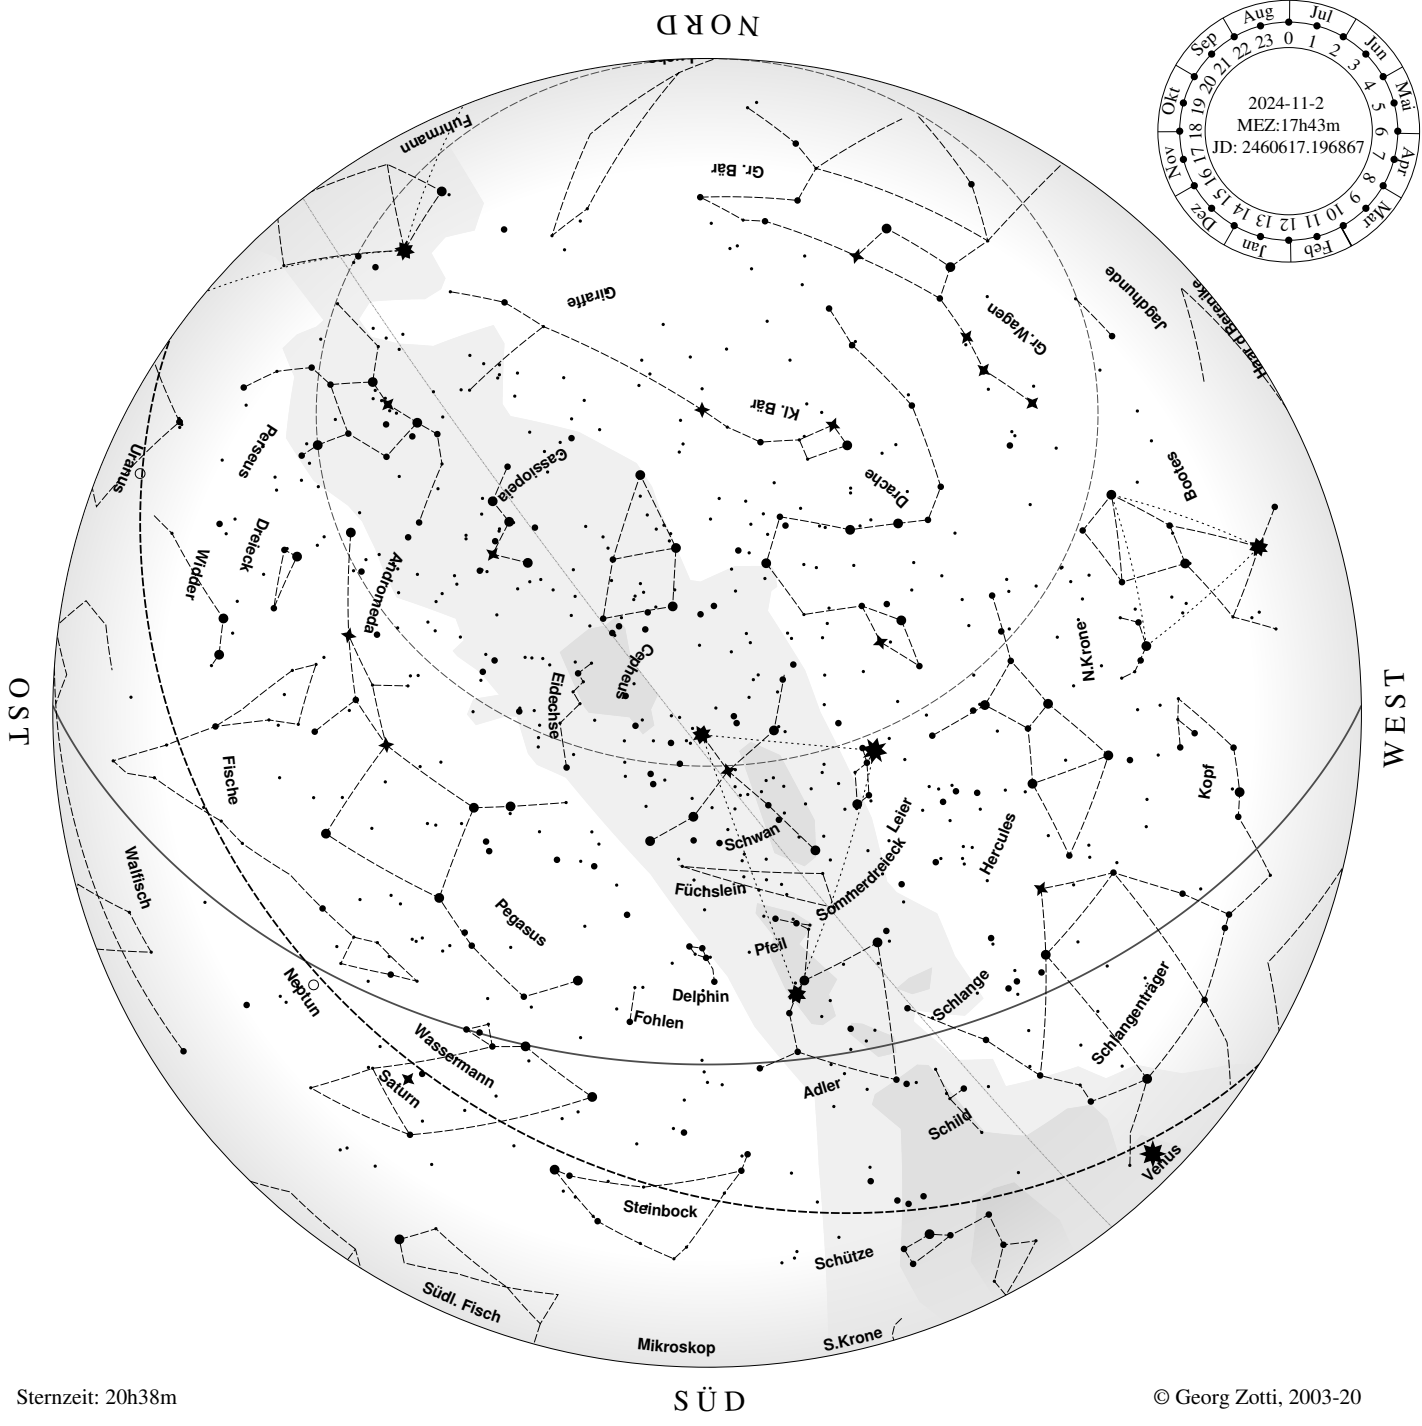 NORD
Aug
Jul
Sep
Jun
23 0 1
22 2
21 3
Okt
20 4
Mai
19 5
2024-11-2
MEZ:17h43m
18 6
JD: 2460617.196867
17 7
Nov
Apr
16 8
15 9
14 13 12 11 10
Dez
Mar
Jan
Feb
Fuhrmann
Gr. Bär
Giraffe
Jagdhunde
Haar d Berenike
Gr.Wagen
Kl. Bär
Perseus
Uranus
Cassiopeia
Drache
Bootes
Dreieck
Widder
Andromeda
N.Krone
Cepheus
Eidechse
OST
WEST
Fische
Kopf
Leier
Schwan
Hercules
Walfisch
Füchslein
Sommerdreieck
Pegasus
Pfeil
Neptun
Delphin
Schlange
Fohlen
Schlangenträger
Wassermann
Saturn
Adler
Schild
Venus
Steinbock
Schütze
Südl. Fisch
Mikroskop
S.Krone
Sternzeit: 20h38m
SÜD
© Georg Zotti, 2003-20